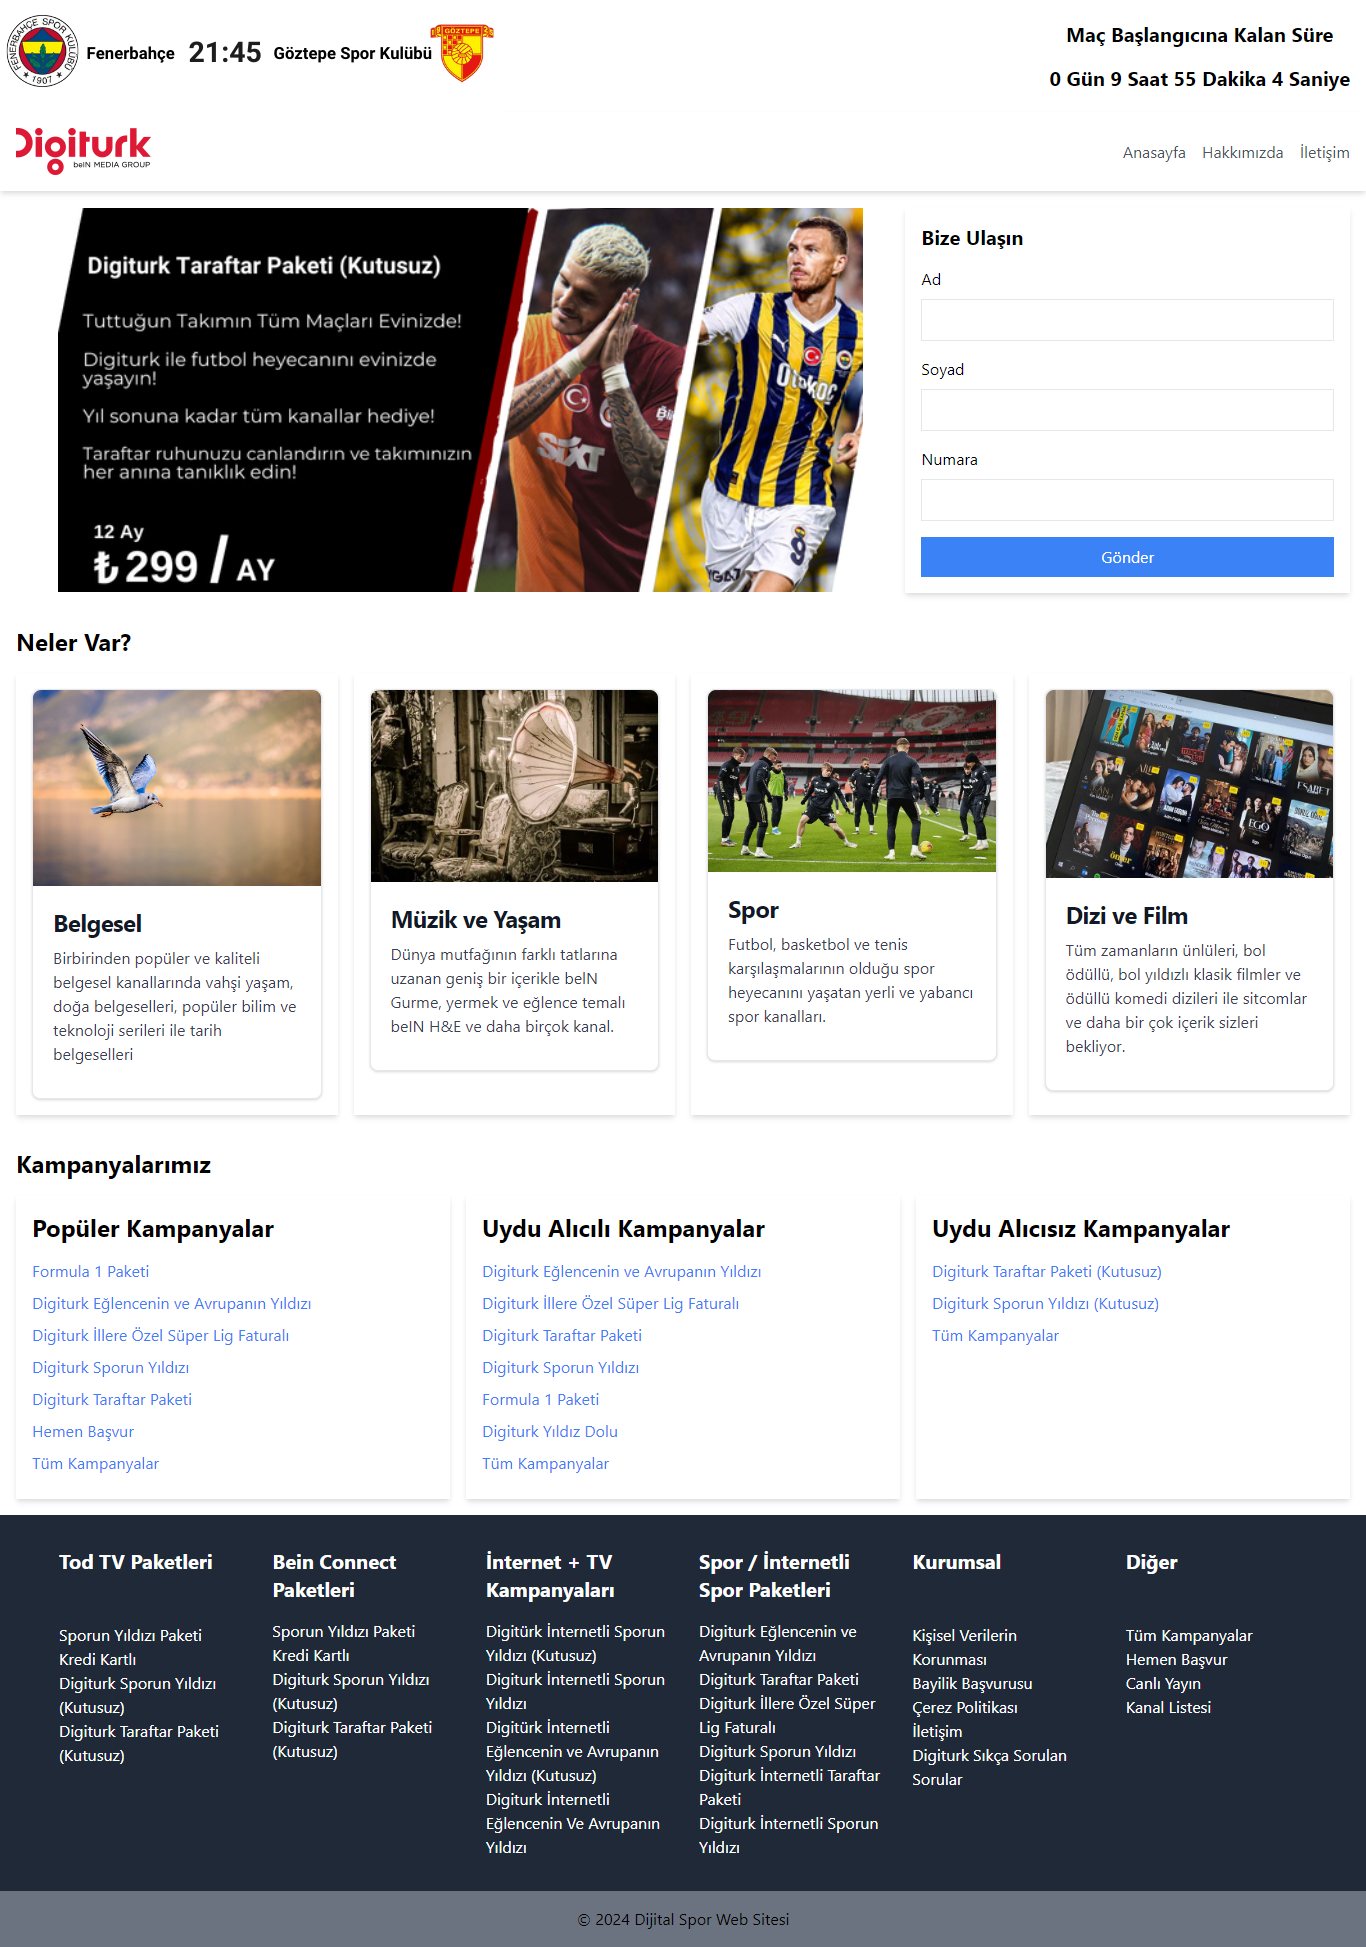 FENERBAHÇE SPOR KULÜBÜ
1907
Fenerbahçe 21:45 Göztepe Spor Kulübü
GÖZTEPE
Maç Başlangıcına Kalan Süre
0 Gün 9 Saat 55 Dakika 4 Saniye
Digiturk
beIN MEDIA GROUP
Anasayfa Hakkımızda İletişim
Digiturk Taraftar Paketi (Kutusuz)
Tuttuğun Takımın Tüm Maçları Evinizde!
Digiturk ile futbol heyecanını evinizde
yaşayın!
Yıl sonuna kadar tüm kanallar hediye!
Taraftar ruhunuzu canlandırın ve takımınızın
her anına tanıklık edin!
12 Ay
₺299 / AY
SIXT
Otokoç
8
Bize Ulaşın
Ad
Soyad
Numara
Gönder
Neler Var?
Belgesel
Birbirinden popüler ve kaliteli
belgesel kanallarında vahşi yaşam,
doğa belgeselleri, popüler bilim ve
teknoloji serileri ile tarih
belgeselleri
Müzik ve Yaşam
Dünya mutfağının farklı tatlarına
uzanan geniş bir içerikle beIN
Gurme, yermek ve eğlence temalı
beIN H&E ve daha birçok kanal.
Spor
Futbol, basketbol ve tenis
karşılaşmalarının olduğu spor
heyecanını yaşatan yerli ve yabancı
spor kanalları.
EGO
ESARET
Dizi ve Film
Tüm zamanların ünlüleri, bol
ödüllü, bol yıldızlı klasik filmler ve
ödüllü komedi dizileri ile sitcomlar
ve daha bir çok içerik sizleri
bekliyor.
Kampanyalarımız
Popüler Kampanyalar
Formula 1 Paketi
Digiturk Eğlencenin ve Avrupanın Yıldızı
Digiturk İllere Özel Süper Lig Faturalı
Digiturk Sporun Yıldızı
Digiturk Taraftar Paketi
Hemen Başvur
Tüm Kampanyalar
Uydu Alıcılı Kampanyalar
Digiturk Eğlencenin ve Avrupanın Yıldızı
Digiturk İllere Özel Süper Lig Faturalı
Digiturk Taraftar Paketi
Digiturk Sporun Yıldızı
Formula 1 Paketi
Digiturk Yıldız Dolu
Tüm Kampanyalar
Uydu Alıcısız Kampanyalar
Digiturk Taraftar Paketi (Kutusuz)
Digiturk Sporun Yıldızı (Kutusuz)
Tüm Kampanyalar
Tod TV Paketleri
Sporun Yıldızı Paketi
Kredi Kartlı
Digiturk Sporun Yıldızı
(Kutusuz)
Digiturk Taraftar Paketi
(Kutusuz)
Bein Connect
Paketleri
Sporun Yıldızı Paketi
Kredi Kartlı
Digiturk Sporun Yıldızı
(Kutusuz)
Digiturk Taraftar Paketi
(Kutusuz)
İnternet + TV
Kampanyaları
Digitürk İnternetli Sporun
Yıldızı (Kutusuz)
Digiturk İnternetli Sporun
Yıldızı
Digitürk İnternetli
Eğlencenin ve Avrupanın
Yıldızı (Kutusuz)
Digiturk İnternetli
Eğlencenin Ve Avrupanın
Yıldızı
Spor / İnternetli
Spor Paketleri
Digiturk Eğlencenin ve
Avrupanın Yıldızı
Digiturk Taraftar Paketi
Digiturk İllere Özel Süper
Lig Faturalı
Digiturk Sporun Yıldızı
Digiturk İnternetli Taraftar
Paketi
Digiturk İnternetli Sporun
Yıldızı
Kurumsal
Kişisel Verilerin
Korunması
Bayilik Başvurusu
Çerez Politikası
İletişim
Digiturk Sıkça Sorulan
Sorular
Diğer
Tüm Kampanyalar
Hemen Başvur
Canlı Yayın
Kanal Listesi
© 2024 Dijital Spor Web Sitesi